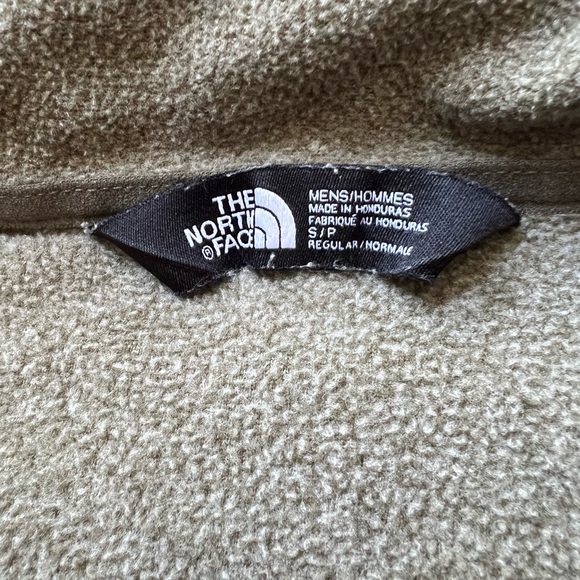 THE
NORTH
FACE®
MENS/HOMMES
MADE IN HONDURAS
FABRIQUÉ AU HONDURAS
S/P
REGULAR/NORMALE